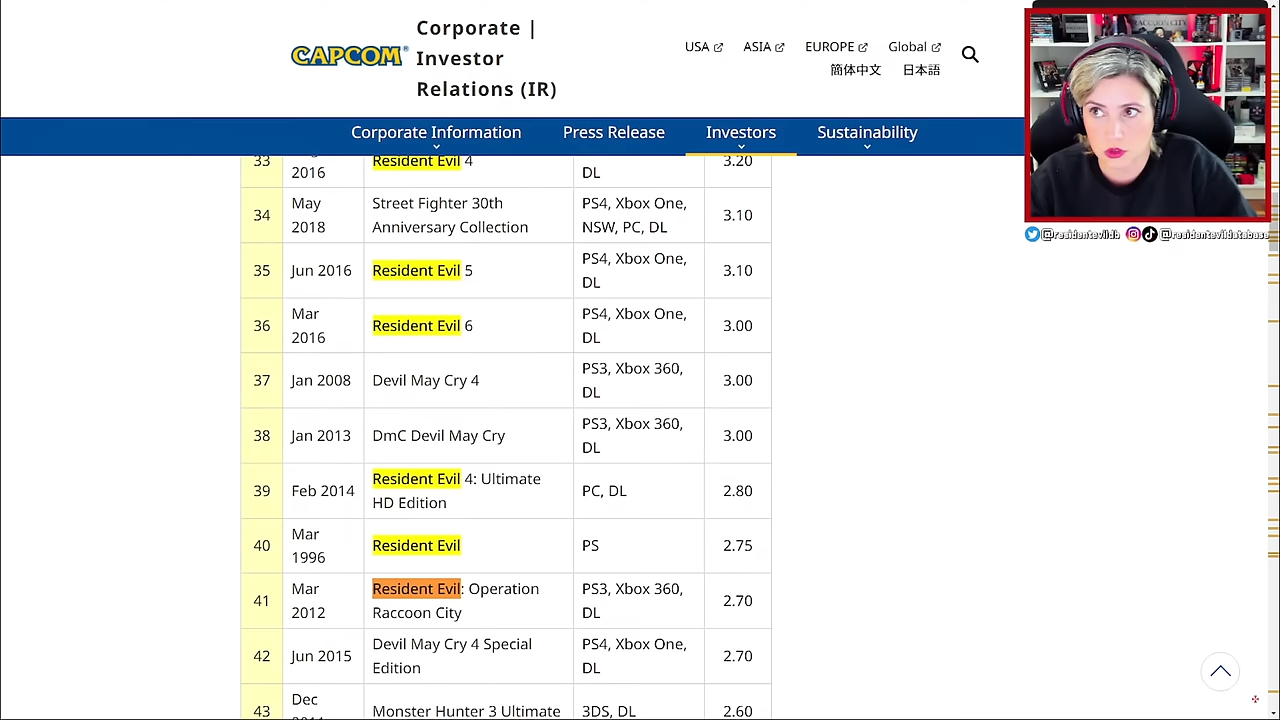 CAPCOM
Corporate |
Investor
Relations (IR)
USA
ASIA
EUROPE
Global
簡体中文
日本語
Corporate Information
Press Release
Investors
Sustainability
33
2016
Resident Evil 4
DL
3.20
34
May
2018
Street Fighter 30th
Anniversary Collection
PS4, Xbox One,
NSW, PC, DL
3.10
35
Jun 2016
Resident Evil 5
PS4, Xbox One,
DL
3.10
36
Mar
2016
Resident Evil 6
PS4, Xbox One,
DL
3.00
37
Jan 2008
Devil May Cry 4
PS3, Xbox 360,
DL
3.00
38
Jan 2013
DmC Devil May Cry
PS3, Xbox 360,
DL
3.00
39
Feb 2014
Resident Evil 4: Ultimate
HD Edition
PC, DL
2.80
40
Mar
1996
Resident Evil
PS
2.75
41
Mar
2012
Resident Evil: Operation
Raccoon City
PS3, Xbox 360,
DL
2.70
42
Jun 2015
Devil May Cry 4 Special
Edition
PS4, Xbox One,
DL
2.70
43
Dec
Monster Hunter 3 Ultimate
3DS, DL
2.60
RACCOON CITY
@residentevildb
@residentevildatabase